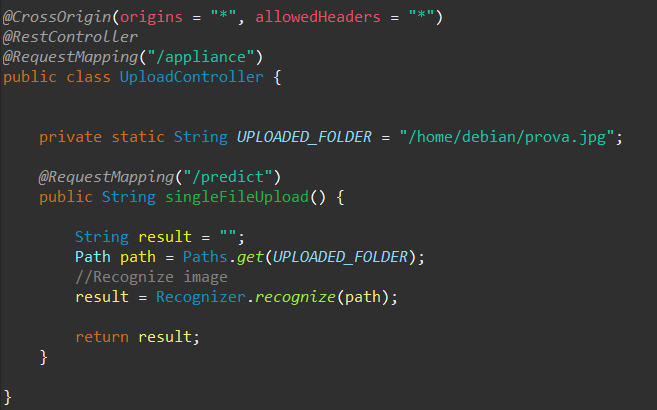 @CrossOrigin(origins = "*", allowedHeaders = "*")
@RestController
@RequestMapping("/appliance")
public class UploadController {
private static String UPLOADED_FOLDER = "/home/debian/prova.jpg";
@RequestMapping("/predict")
public String singleFileUpload() {
String result = "";
Path path = Paths.get(UPLOADED_FOLDER);
//Recognize image
result = Recognizer.recognize(path);
return result;
}
}